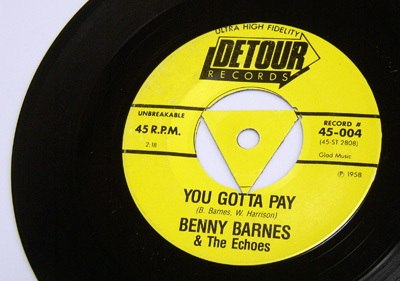 ULTRA HIGH FIDELITY
DETOUR
RECORDS
UNBREAKABLE
45 R.P.M.
2:18
RECORD #
45-004
(45-ST 2808)
Glad Music
℗ 1958
YOU GOTTA PAY
(B. Barnes, W. Harrison)
BENNY BARNES
& The Echoes